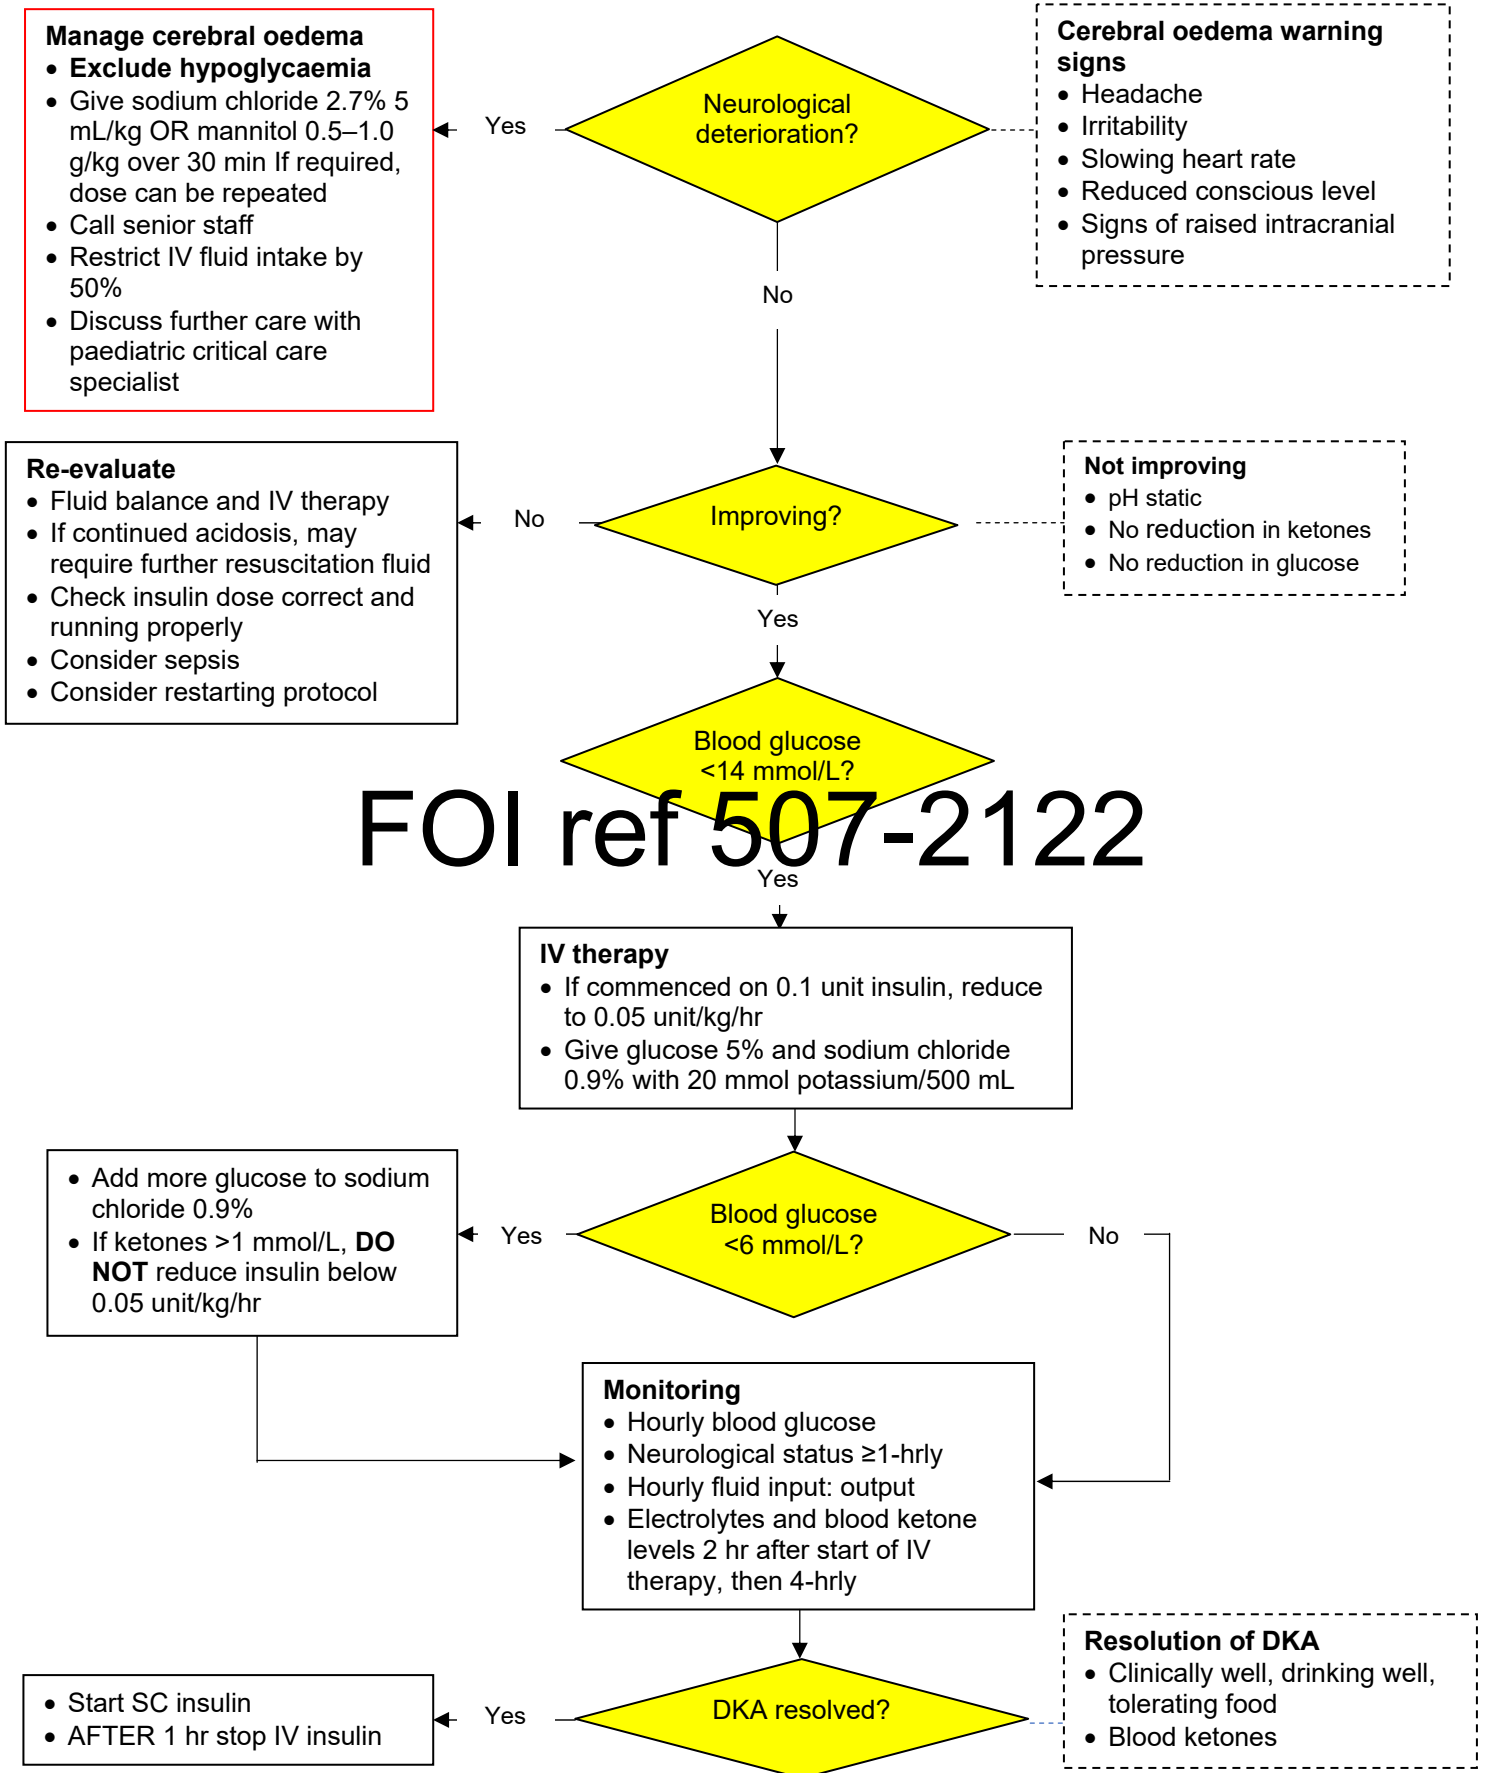 Manage cerebral oedema
• Exclude hypoglycaemia
• Give sodium chloride 2.7% 5
mL/kg OR mannitol 0.5–1.0
g/kg over 30 min If required,
dose can be repeated
• Call senior staff
• Restrict IV fluid intake by
50%
• Discuss further care with
paediatric critical care
specialist
Yes
Neurological
deterioration?
Cerebral oedema warning
signs
• Headache
• Irritability
• Slowing heart rate
• Reduced conscious level
• Signs of raised intracranial
pressure
No
Re-evaluate
• Fluid balance and IV therapy
• If continued acidosis, may
require further resuscitation fluid
• Check insulin dose correct and
running properly
• Consider sepsis
• Consider restarting protocol
No
Improving?
Not improving
• pH static
• No reduction in ketones
• No reduction in glucose
Yes
Blood glucose
<14 mmol/L?
FOI ref 507-2122
Yes
IV therapy
• If commenced on 0.1 unit insulin, reduce
to 0.05 unit/kg/hr
• Give glucose 5% and sodium chloride
0.9% with 20 mmol potassium/500 mL
• Add more glucose to sodium
chloride 0.9%
• If ketones >1 mmol/L, DO
NOT reduce insulin below
0.05 unit/kg/hr
Yes
Blood glucose
<6 mmol/L?
No
Monitoring
• Hourly blood glucose
• Neurological status ≥1-hrly
• Hourly fluid input: output
• Electrolytes and blood ketone
levels 2 hr after start of IV
therapy, then 4-hrly
• Start SC insulin
• AFTER 1 hr stop IV insulin
Yes
DKA resolved?
Resolution of DKA
• Clinically well, drinking well,
tolerating food
• Blood ketones